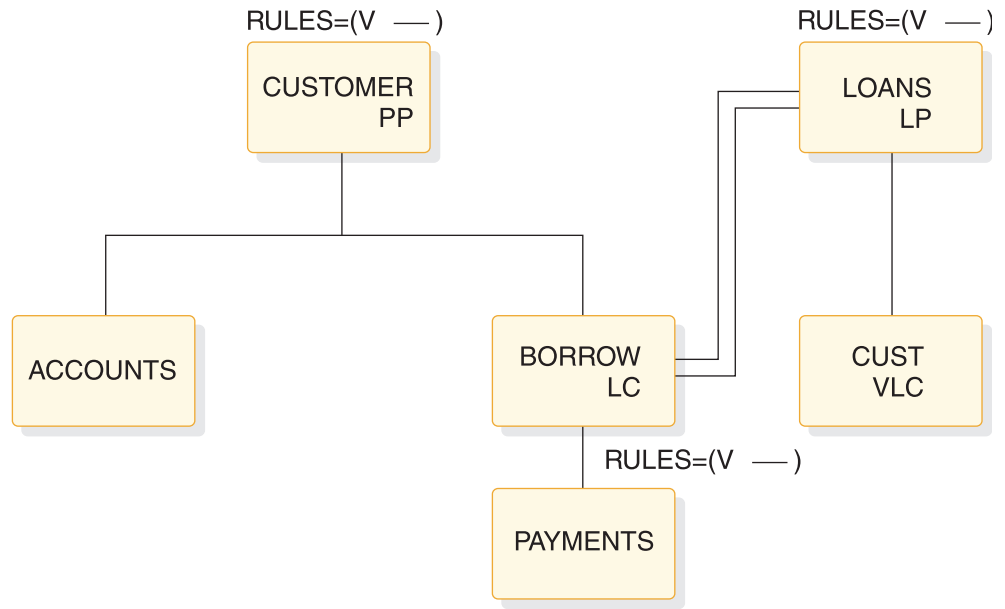 RULES=(V — )
RULES=(V — )
CUSTOMER
PP
LOANS
LP
ACCOUNTS
BORROW
LC
CUST
VLC
RULES=(V — )
PAYMENTS